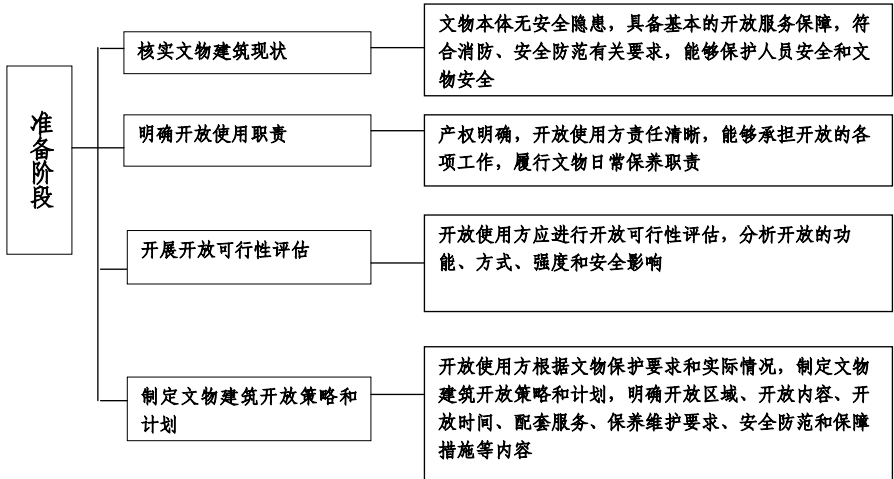 准备阶段
核实文物建筑现状
文物本体无安全隐患，具备基本的开放服务保障，符
合消防、安全防范有关要求，能够保护人员安全和文
物安全
明确开放使用职责
产权明确，开放使用方责任清晰，能够承担开放的各
项工作，履行文物日常保养职责
开展开放可行性评估
开放使用方应进行开放可行性评估，分析开放的功
能、方式、强度和安全影响
制定文物建筑开放策略和
计划
开放使用方根据文物保护要求和实际情况，制定文物
建筑开放策略和计划，明确开放区域、开放内容、开
放时间、配套服务、保养维护要求、安全防范和保障
措施等内容